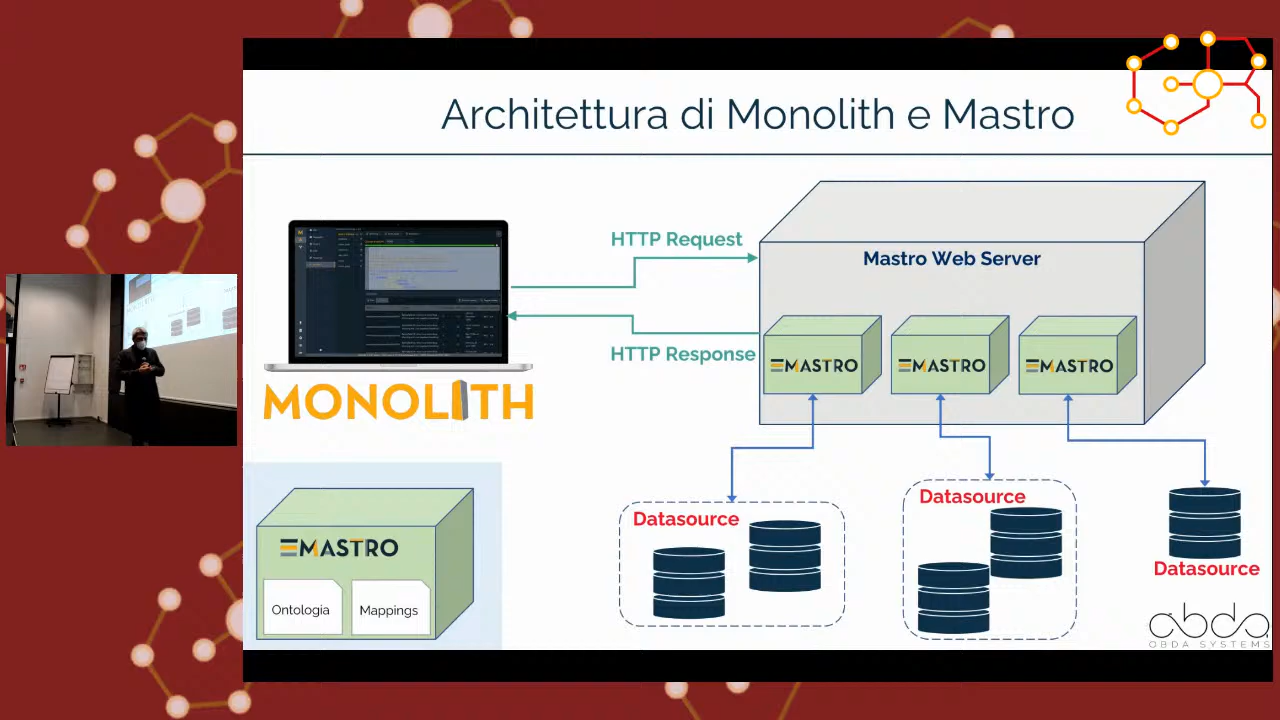 Architettura di Monolith e Mastro
HTTP Request
Mastro Web Server
HTTP Response
MASTRO
MASTRO
MASTRO
MONOLITH
Datasource
Datasource
Datasource
MASTRO
Ontologia
Mappings
obda
OBDA SYSTEMS